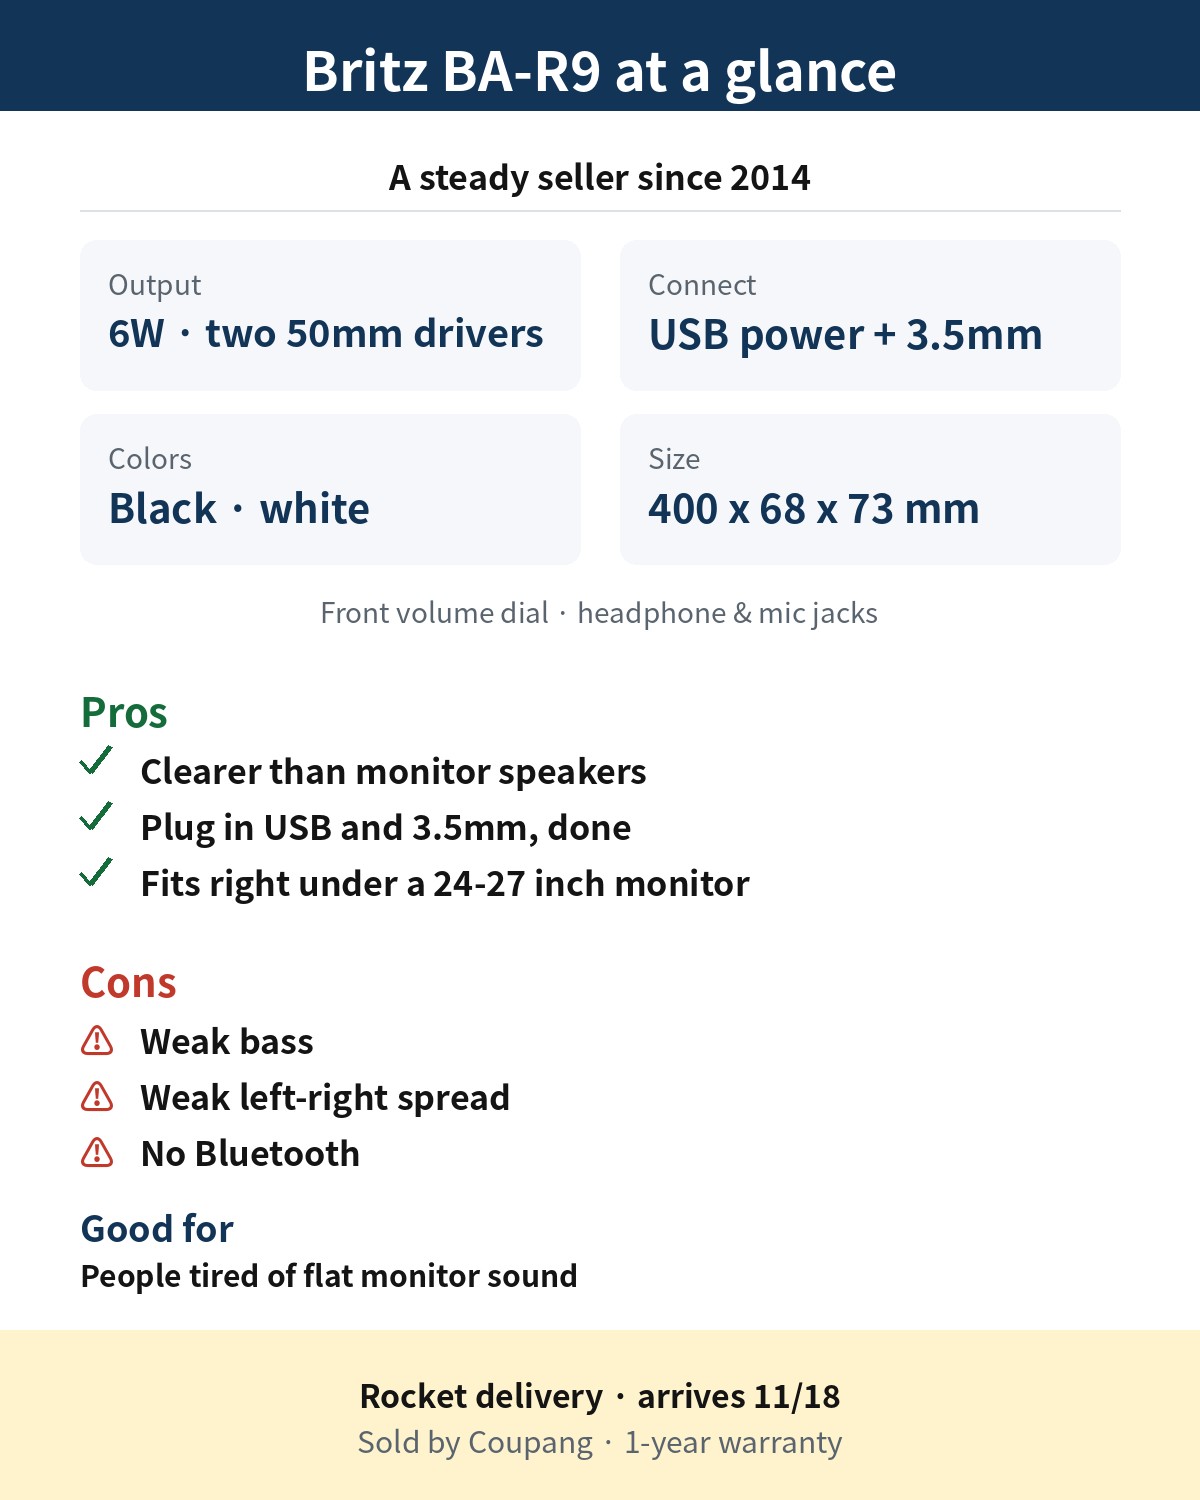 Britz BA-R9 at a glance
A steady seller since 2014
Output
6W · two 50mm drivers
Connect
USB power + 3.5mm
Colors
Black · white
Size
400 x 68 x 73 mm
Front volume dial · headphone & mic jacks
Pros
Clearer than monitor speakers
Plug in USB and 3.5mm, done
Fits right under a 24-27 inch monitor
Cons
Weak bass
Weak left-right spread
No Bluetooth
Good for
People tired of flat monitor sound
Rocket delivery · arrives 11/18
Sold by Coupang · 1-year warranty